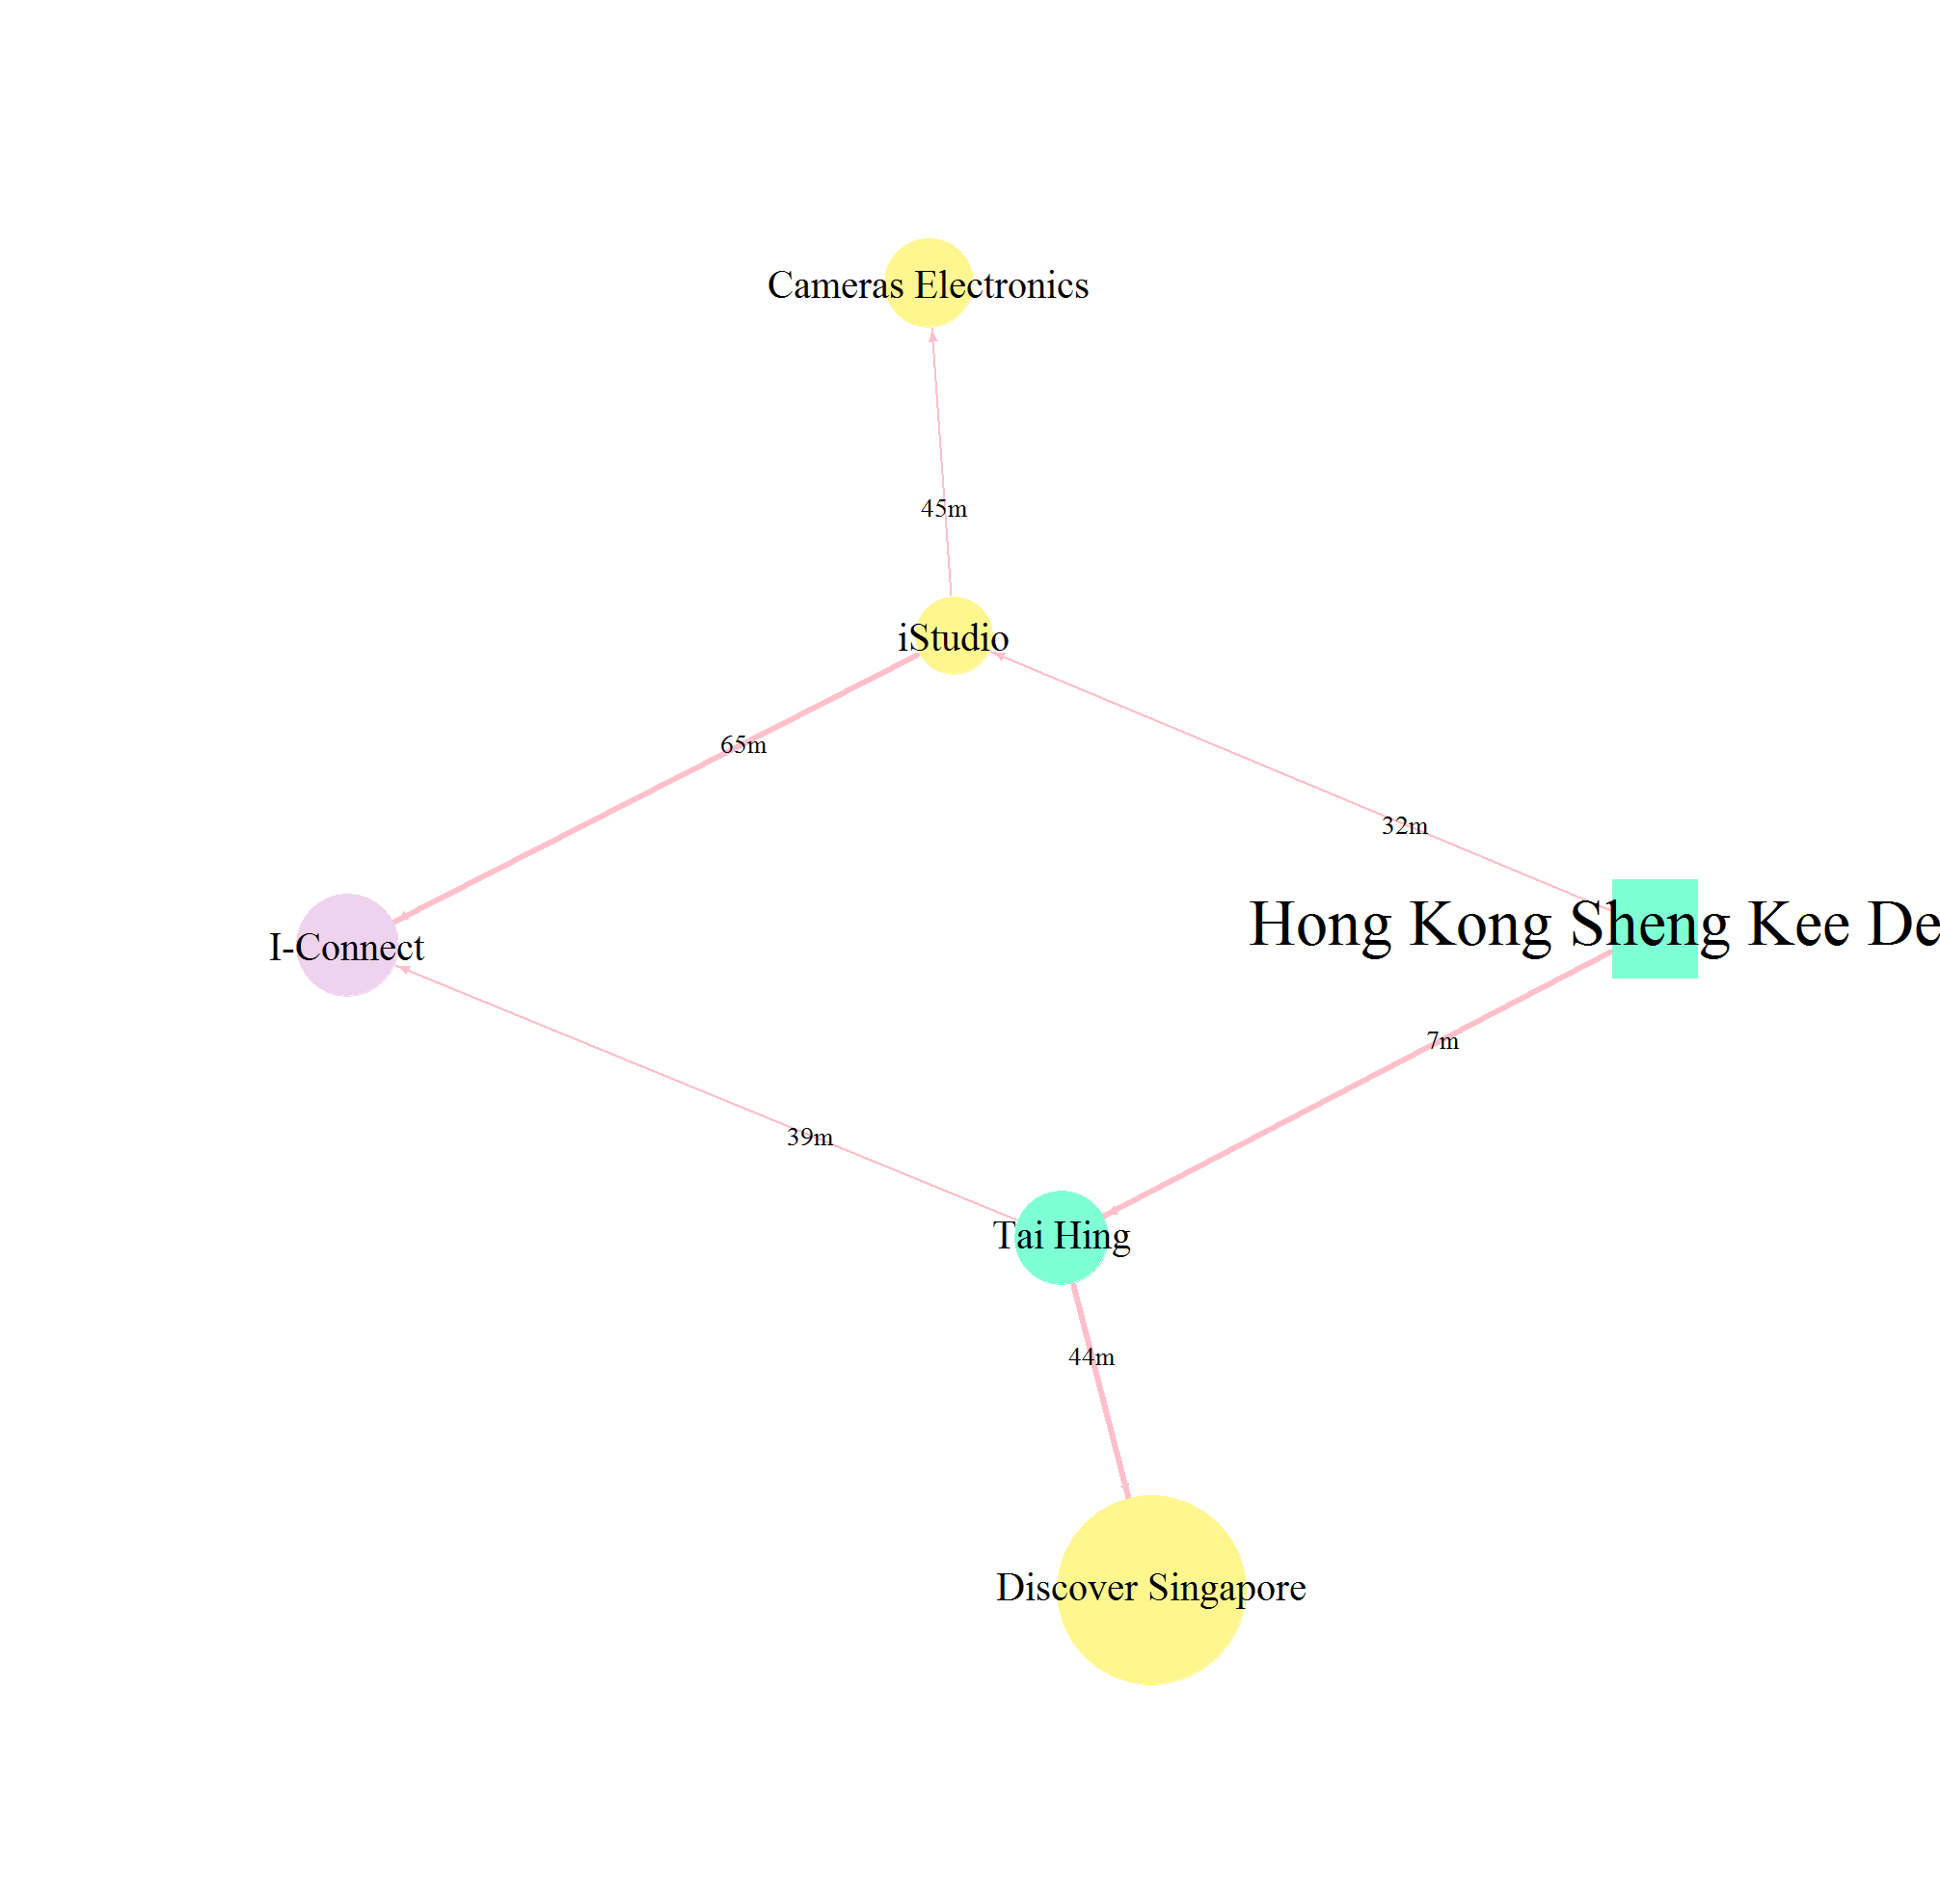 Cameras Electronics
45m
iStudio
65m
32m
Hong Kong Sheng Kee De
I-Connect
7m
39m
Tai Hing
44m
Discover Singapore